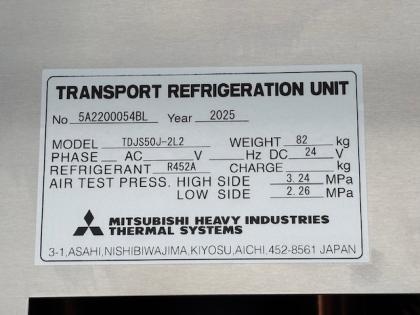 TRANSPORT REFRIGERATION UNIT
No 5A2200054BL Year 2025
MODEL TDJS50J-2L2 WEIGHT 82 kg
PHASE AC V Hz DC 24 V
REFRIGERANT R452A CHARGE kg
AIR TEST PRESS. HIGH SIDE 3.24 MPa
LOW SIDE 2.26 MPa
MITSUBISHI HEAVY INDUSTRIES
THERMAL SYSTEMS
3-1,ASAHI,NISHIBIWAJIMA,KIYOSU,AICHI,452-8561 JAPAN